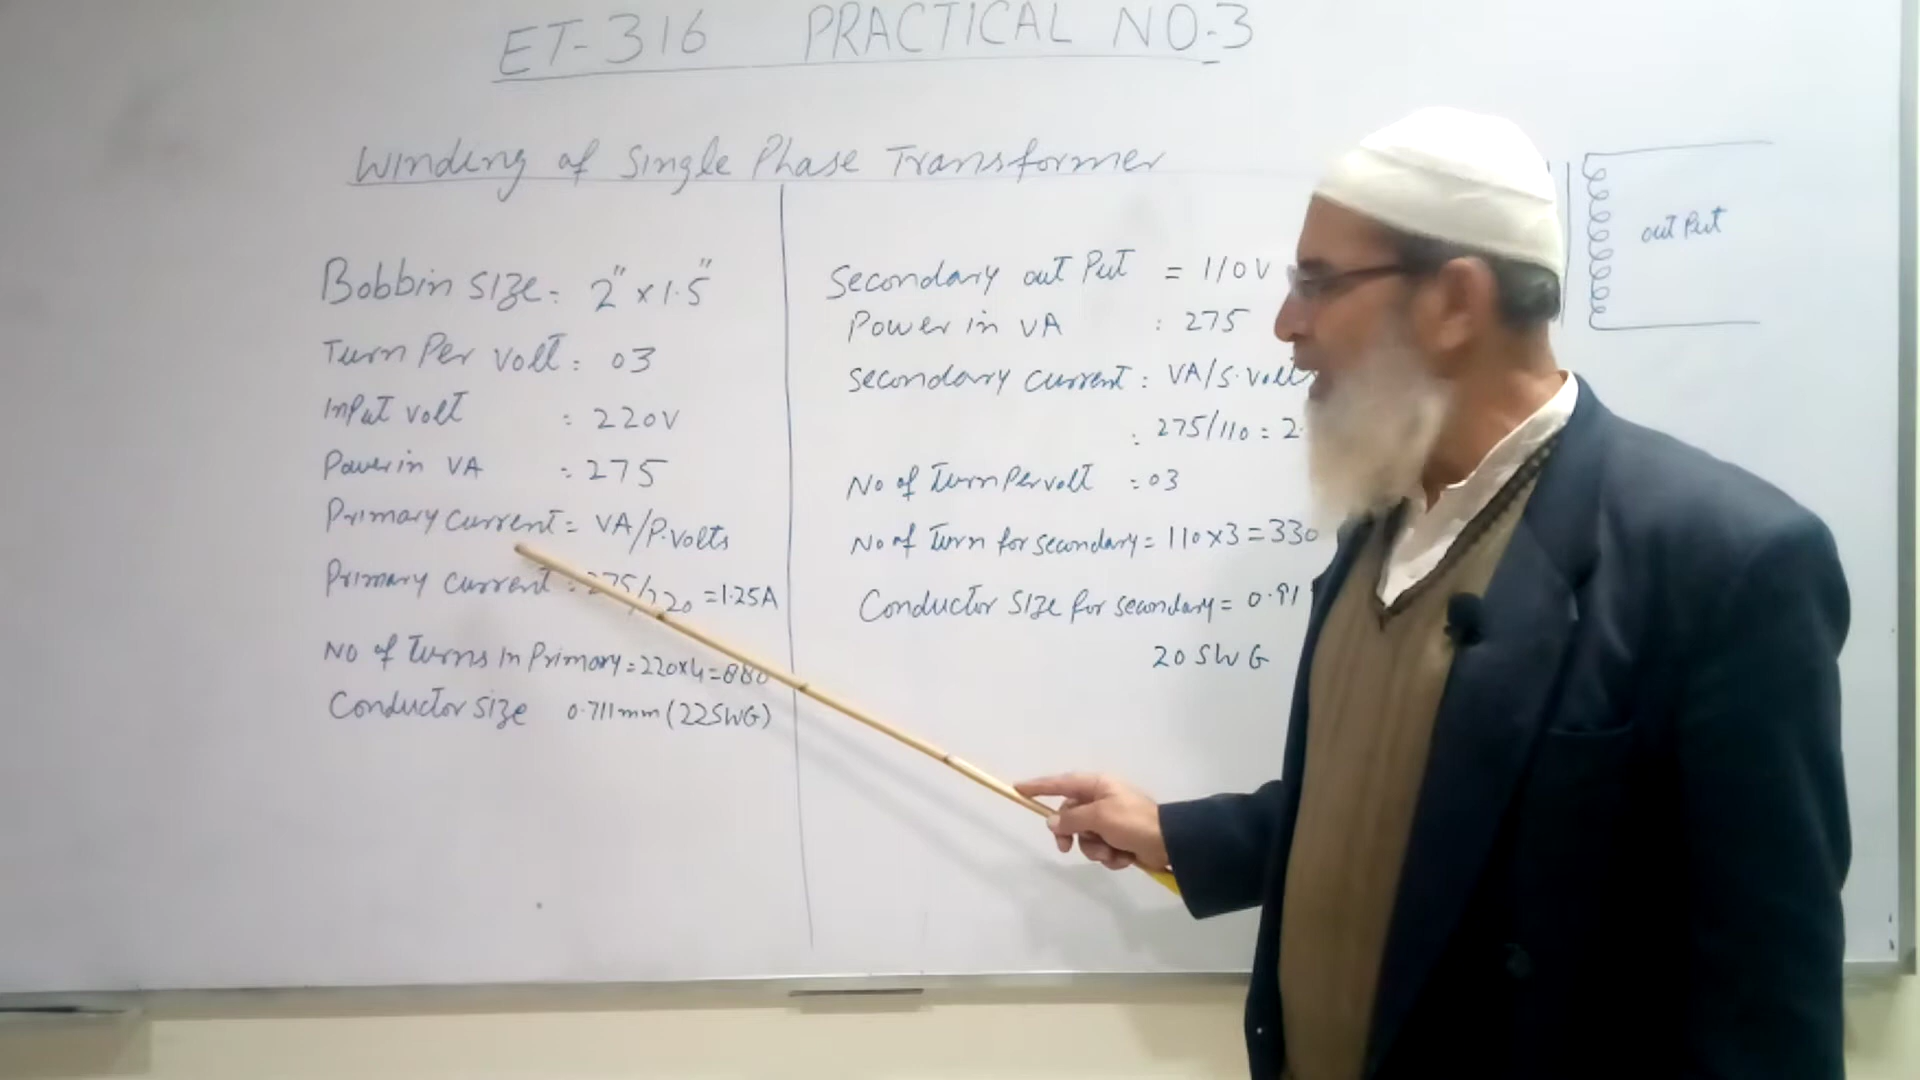 ET-316 PRACTICAL NO.3
Winding of Single Phase Transformer
Bobbin Size = 2" x 1.5"
Turn Per Volt = 03
Input volt = 220V
Power in VA = 275
Primary current = VA/P.volts
Primary current = 275/220 = 1.25A
No of Turns in Primary = 220x4 = 880
Conductor size 0.711mm (22SWG)
Secondary out Put = 110V
Power in VA : 275
Secondary current : VA/S.volts
: 275/110 = 2.
No of Turn Per volt : 03
No of Turn for secondary = 110x3 = 330
Conductor size for secondary = 0.91
20 SWG
out Put